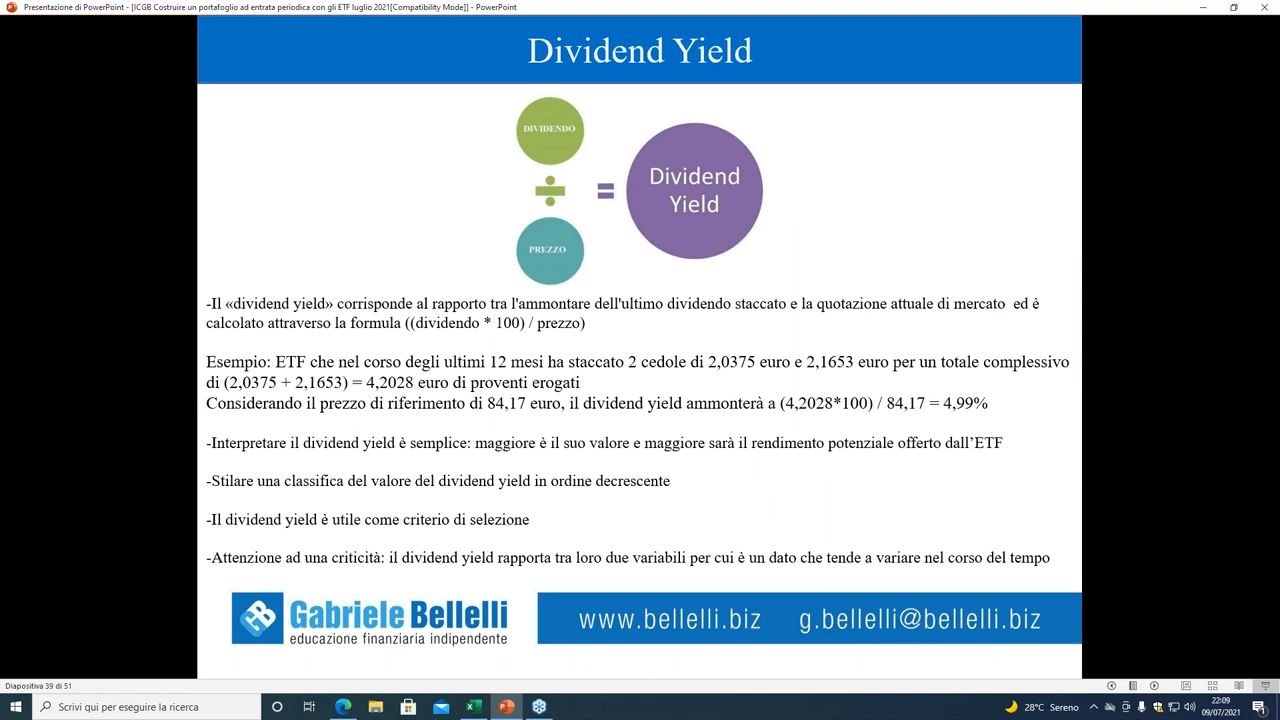 Presentazione di PowerPoint - [ICGB Costruire un portafoglio ad entrata periodica con gli ETF luglio 2021[Compatibility Mode]] - PowerPoint
Dividend Yield
DIVIDENDO
÷
=
Dividend
Yield
PREZZO
-Il «dividend yield» corrisponde al rapporto tra l'ammontare dell'ultimo dividendo staccato e la quotazione attuale di mercato  ed è
calcolato attraverso la formula ((dividendo * 100) / prezzo)
Esempio: ETF che nel corso degli ultimi 12 mesi ha staccato 2 cedole di 2,0375 euro e 2,1653 euro per un totale complessivo
di (2,0375 + 2,1653) = 4,2028 euro di proventi erogati
Considerando il prezzo di riferimento di 84,17 euro, il dividend yield ammonterà a (4,2028*100) / 84,17 = 4,99%
-Interpretare il dividend yield è semplice: maggiore è il suo valore e maggiore sarà il rendimento potenziale offerto dall’ETF
-Stilare una classifica del valore del dividend yield in ordine decrescente
-Il dividend yield è utile come criterio di selezione
-Attenzione ad una criticità: il dividend yield rapporta tra loro due variabili per cui è un dato che tende a variare nel corso del tempo
Gabriele Bellelli
educazione finanziaria indipendente
www.bellelli.biz g.bellelli@bellelli.biz
Diapositiva 39 di 51
Scrivi qui per eseguire la ricerca
28°C Sereno
22:09
09/07/2021